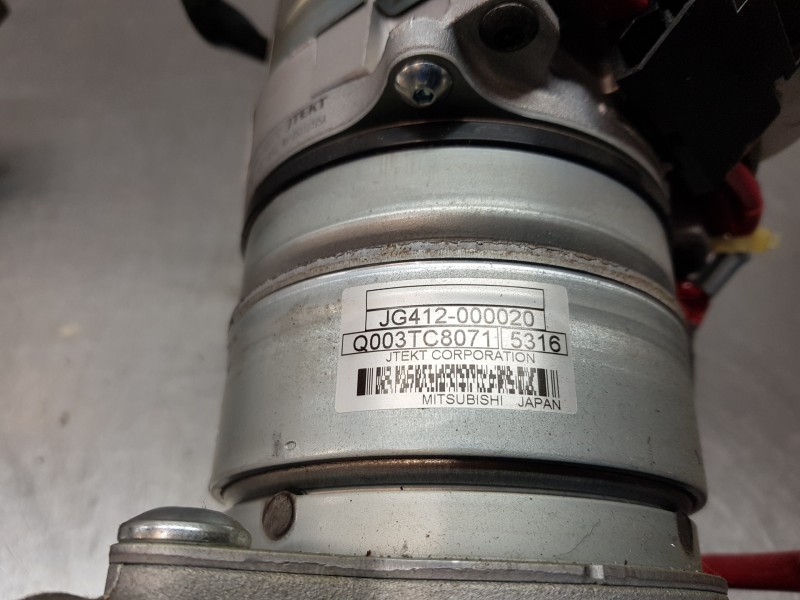 JTEKT
JG412-000020
Q003TC8071 5316
JTEKT CORPORATION
MITSUBISHI JAPAN